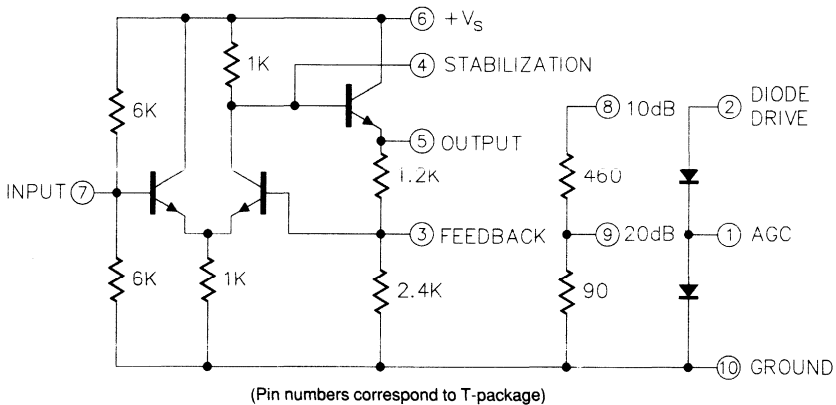 6 +VS
1K
4 STABILIZATION
8 10dB
2 DIODE
DRIVE
6K
5 OUTPUT
1.2K
460
INPUT 7
3 FEEDBACK
9 20dB
1 AGC
6K
1K
2.4K
90
10 GROUND
(Pin numbers correspond to T-package)